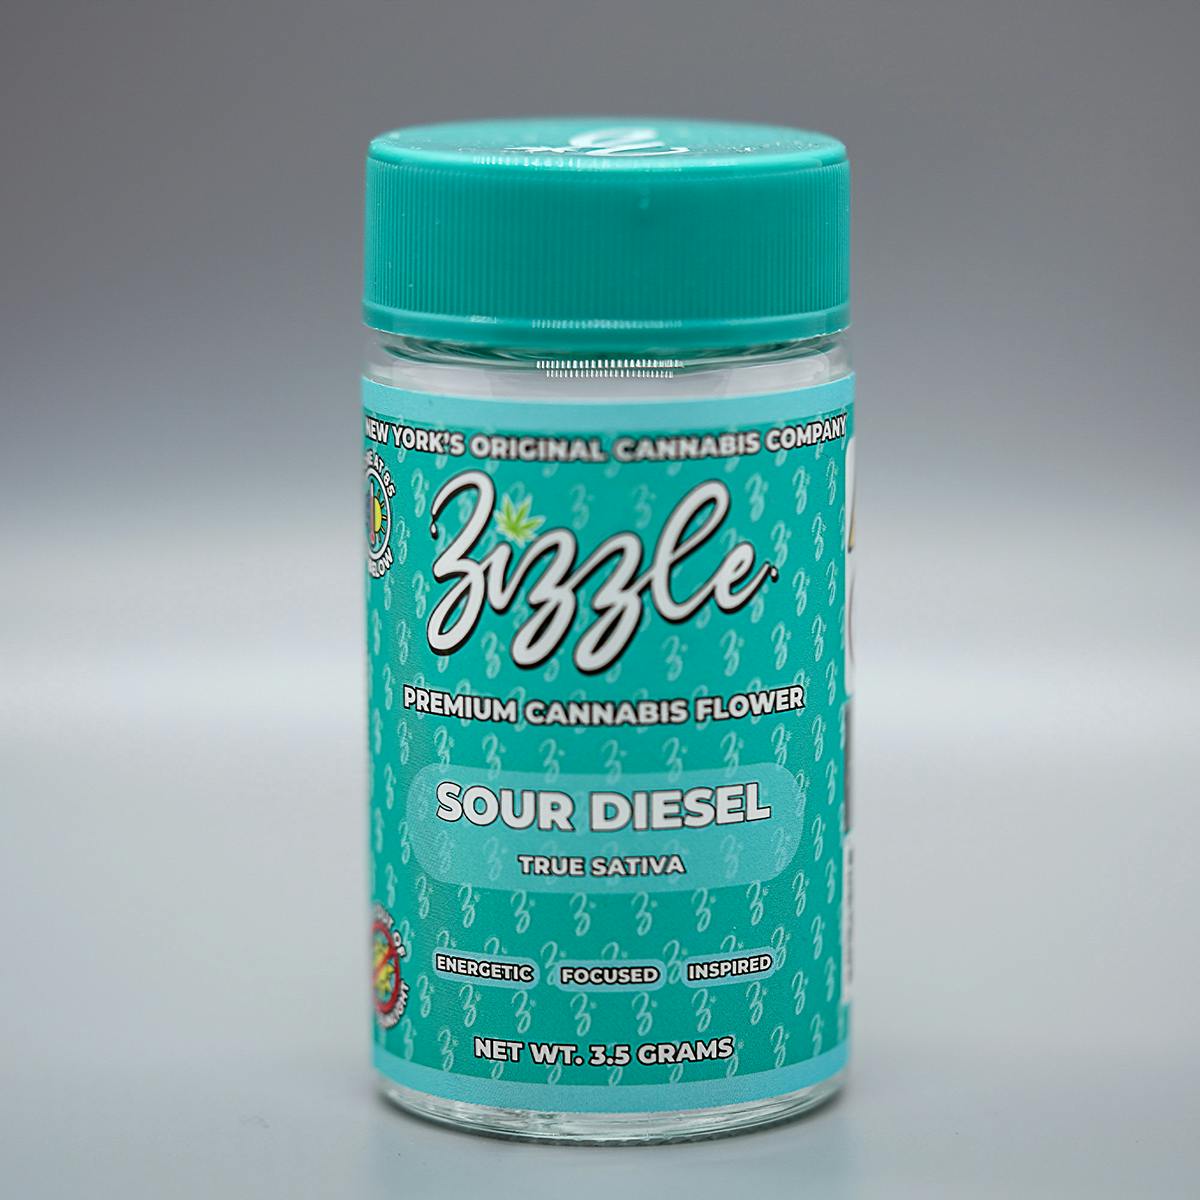 NEW YORK'S ORIGINAL CANNABIS COMPANY
Zizzle
PREMIUM CANNABIS FLOWER
SOUR DIESEL
TRUE SATIVA
ENERGETIC FOCUSED INSPIRED
NET WT. 3.5 GRAMS